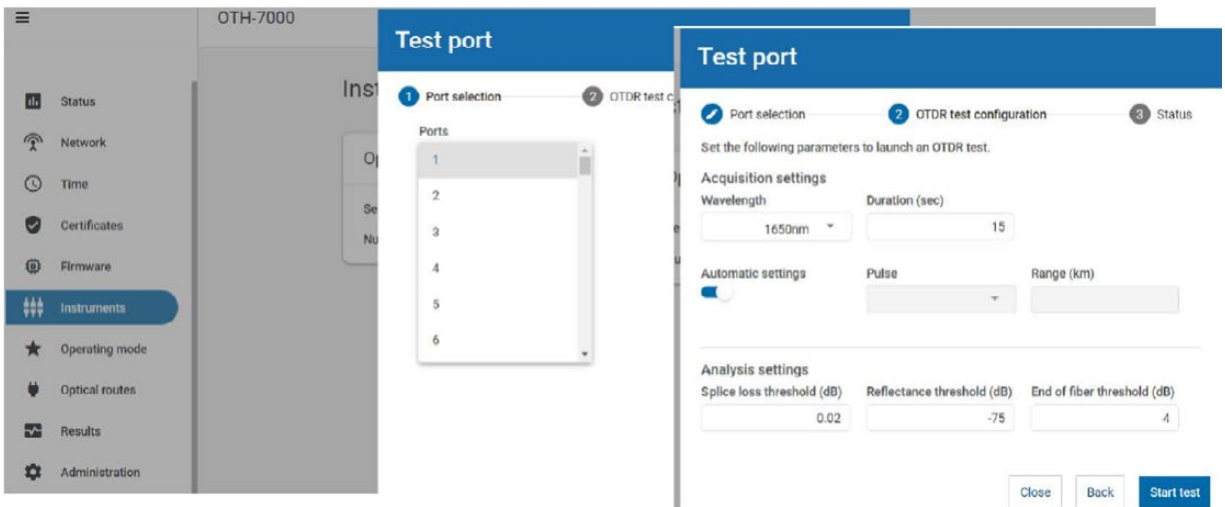 OTH-7000
Status
Network
Time
Certificates
Firmware
Instruments
Operating mode
Optical routes
Results
Administration
Test port
1 Port selection
2 OTDR test c
Ports
1
2
3
4
5
6
Test port
Port selection 2 OTDR test configuration 3 Status
Set the following parameters to launch an OTDR test.
Acquisition settings
Wavelength Duration (sec)
1650nm 15
Automatic settings Pulse Range (km)
Analysis settings
Splice loss threshold (dB) Reflectance threshold (dB) End of fiber threshold (dB)
0.02 -75 4
Close Back Start test